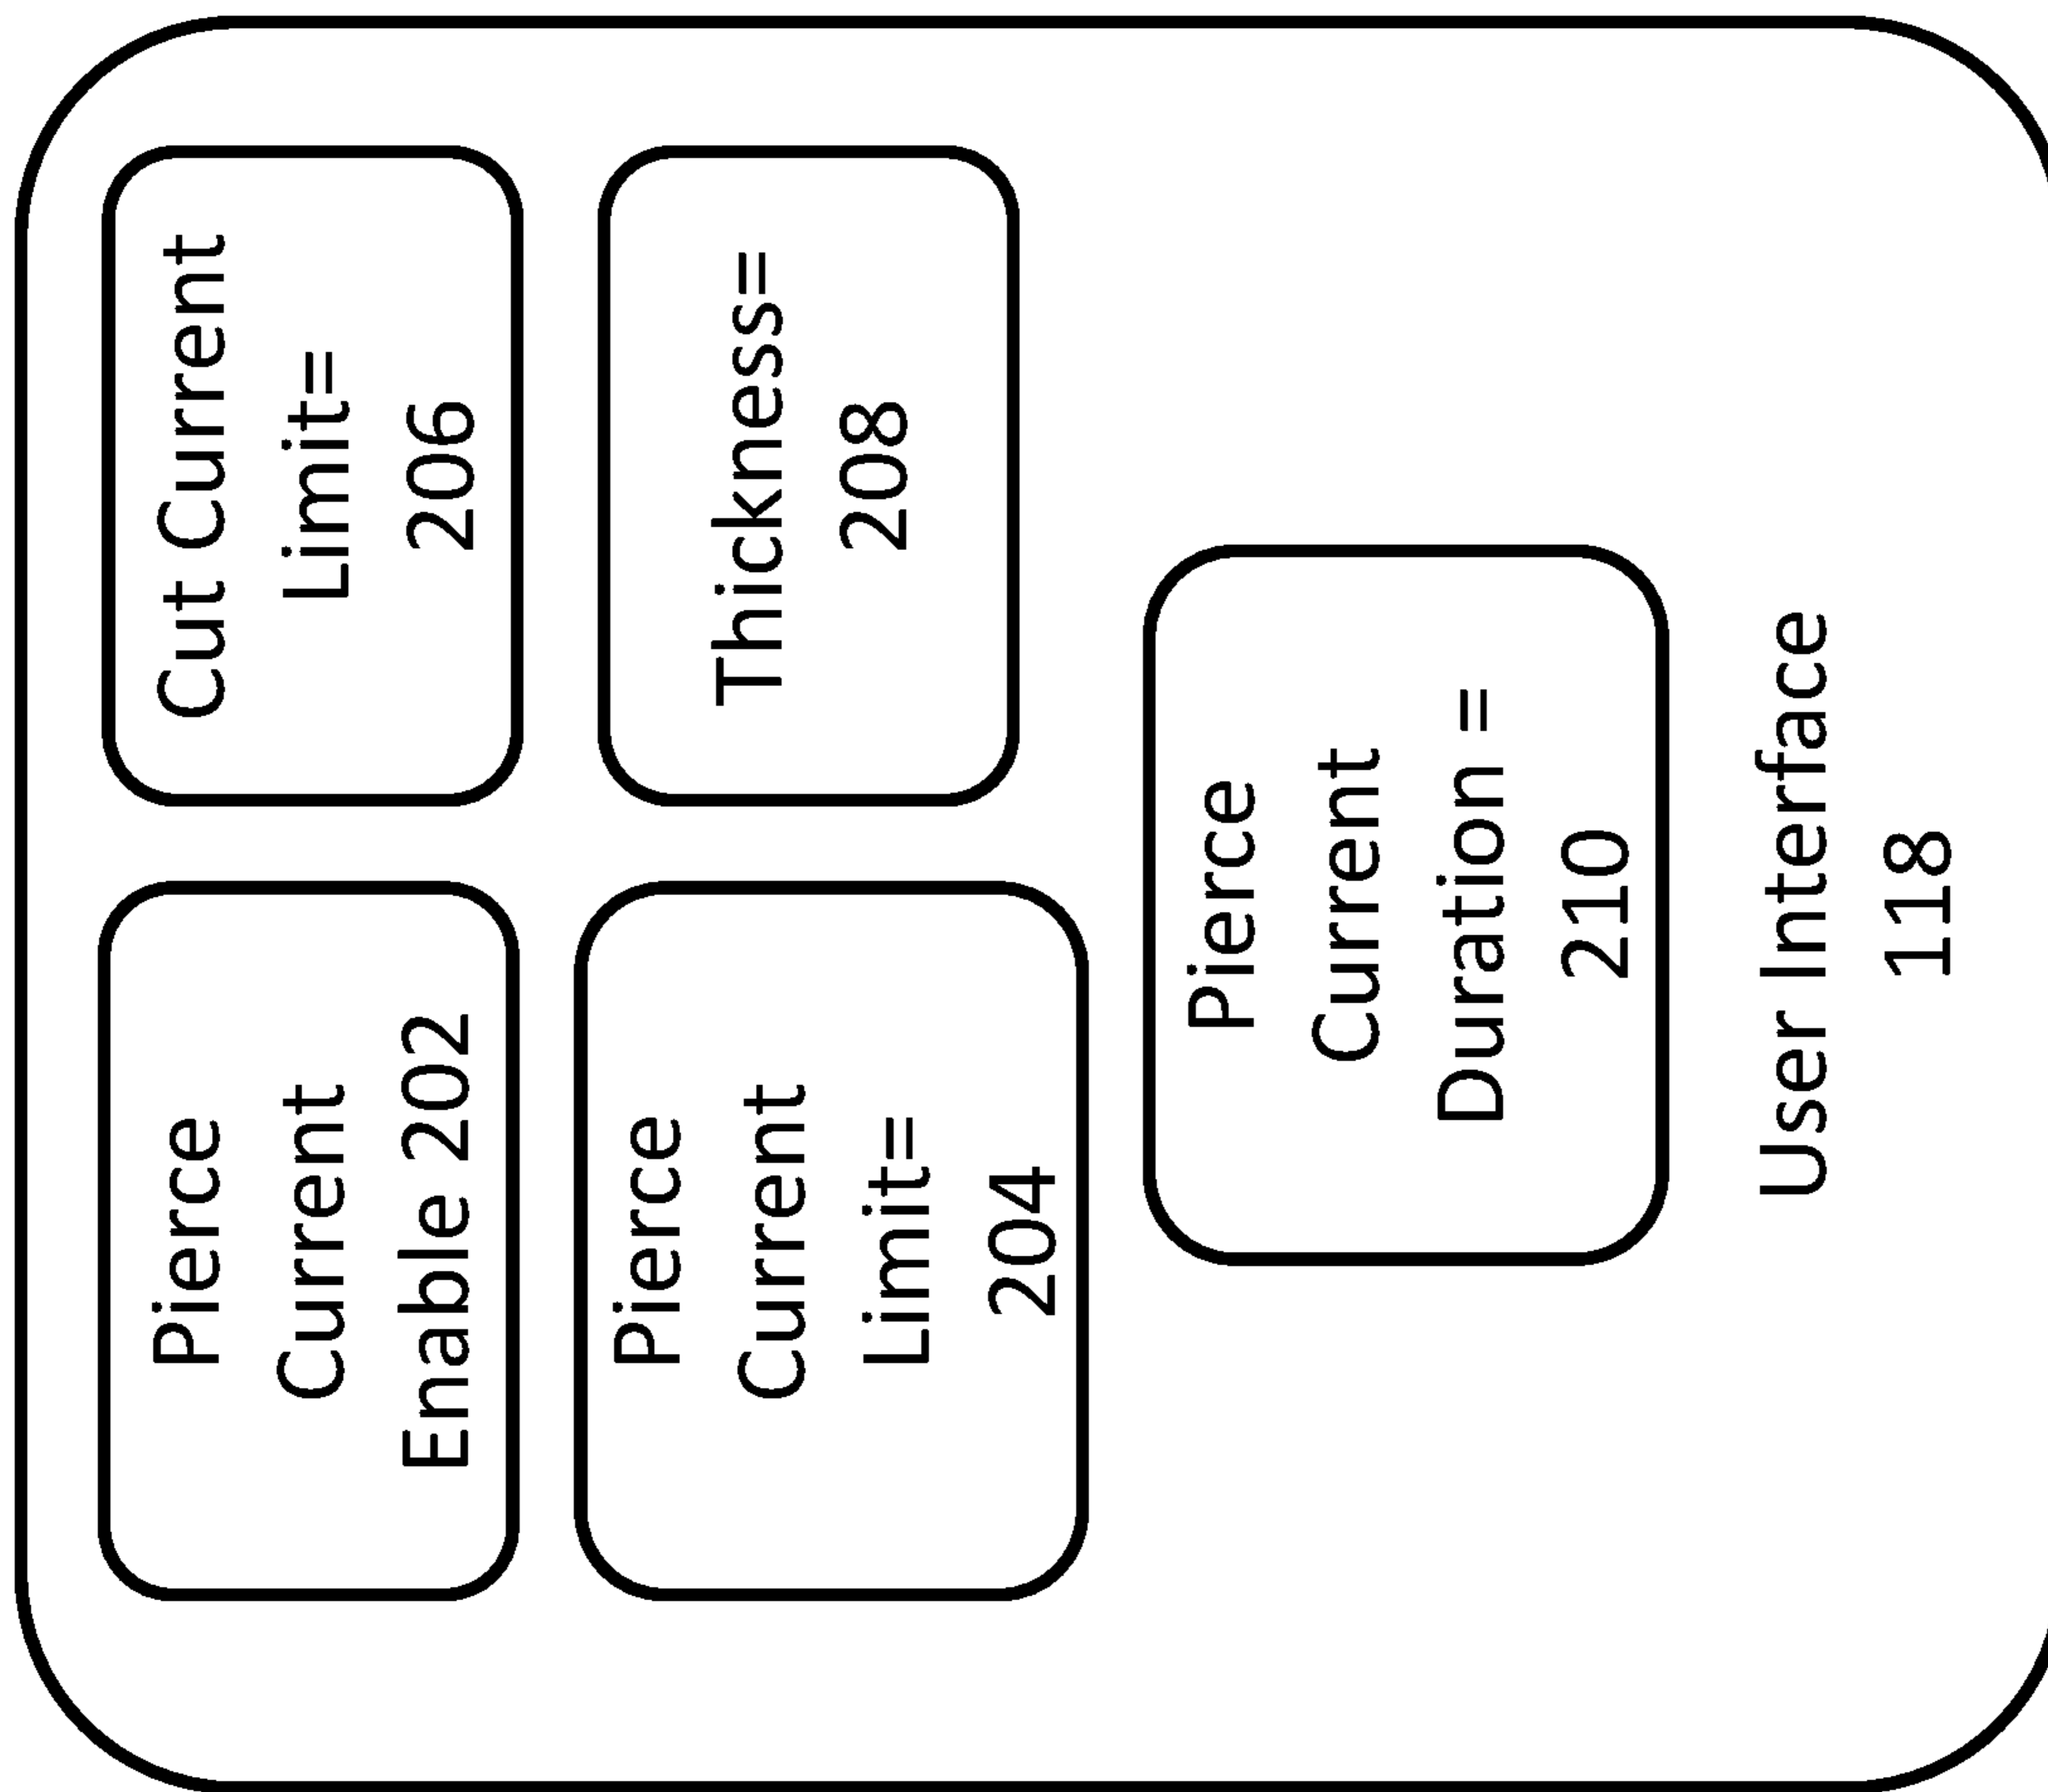 Pierce
Current
Enable 202
Cut Current
Limit=
206
Pierce
Current
Limit=
204
Thickness=
208
Pierce
Current
Duration =
210
User Interface
118